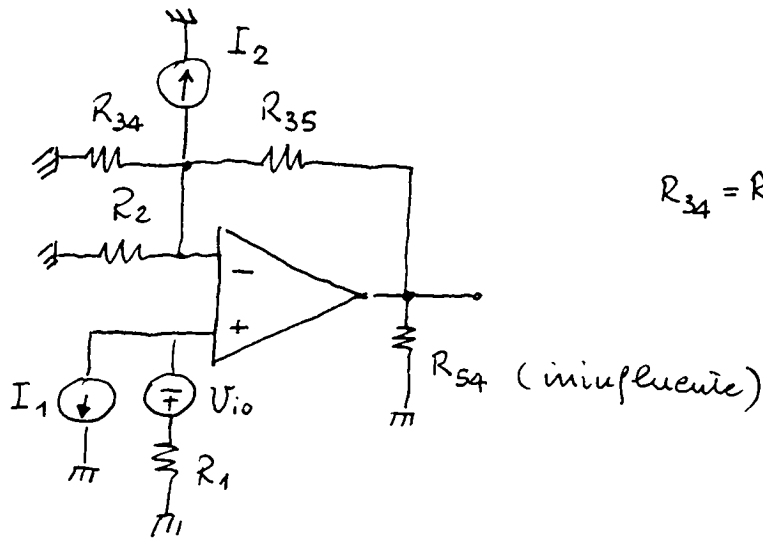 I2
R34
R35
R2
R34 = R
−
+
I1
−
+
Vio
R54 (ininfluente)
R1